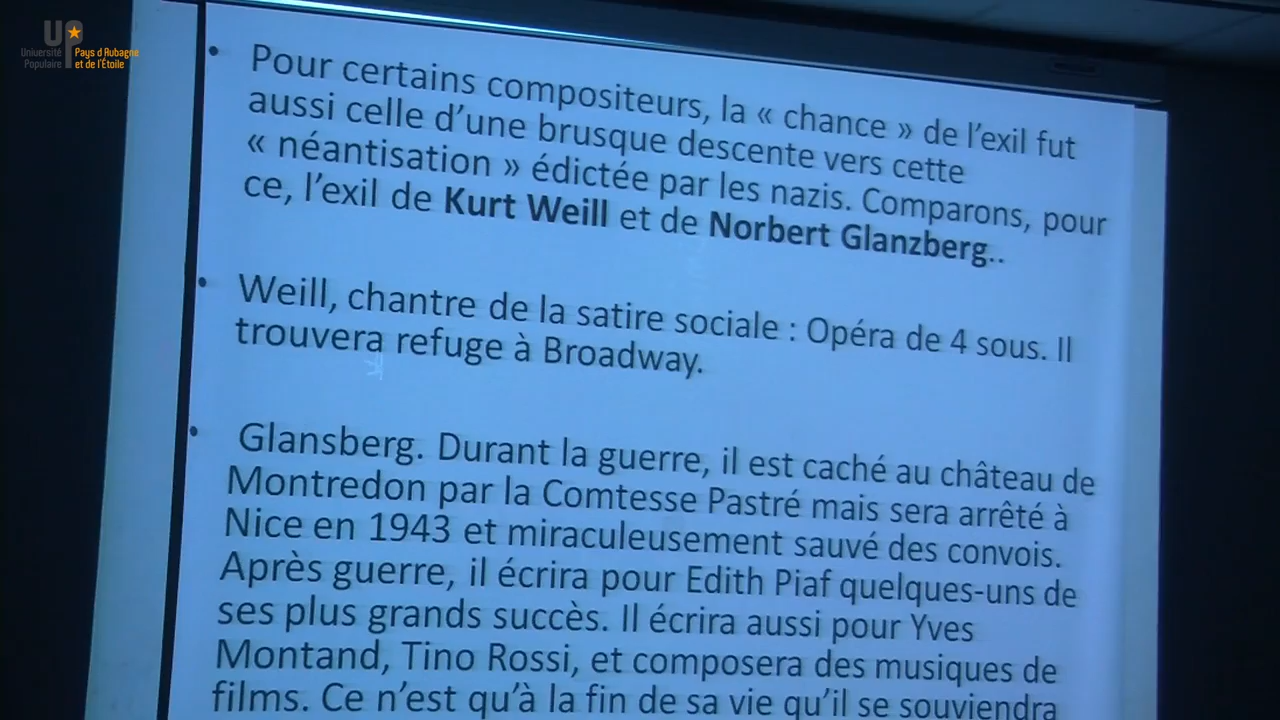 UP
Université
Populaire
Pays d'Aubagne
et de l'Étoile
• Pour certains compositeurs, la « chance » de l'exil fut
aussi celle d'une brusque descente vers cette
« néantisation » édictée par les nazis. Comparons, pour
ce, l'exil de Kurt Weill et de Norbert Glanzberg..
• Weill, chantre de la satire sociale : Opéra de 4 sous. Il
trouvera refuge à Broadway.
• Glansberg. Durant la guerre, il est caché au château de
Montredon par la Comtesse Pastré mais sera arrêté à
Nice en 1943 et miraculeusement sauvé des convois.
Après guerre, il écrira pour Edith Piaf quelques-uns de
ses plus grands succès. Il écrira aussi pour Yves
Montand, Tino Rossi, et composera des musiques de
films. Ce n'est qu'à la fin de sa vie qu'il se souviendra